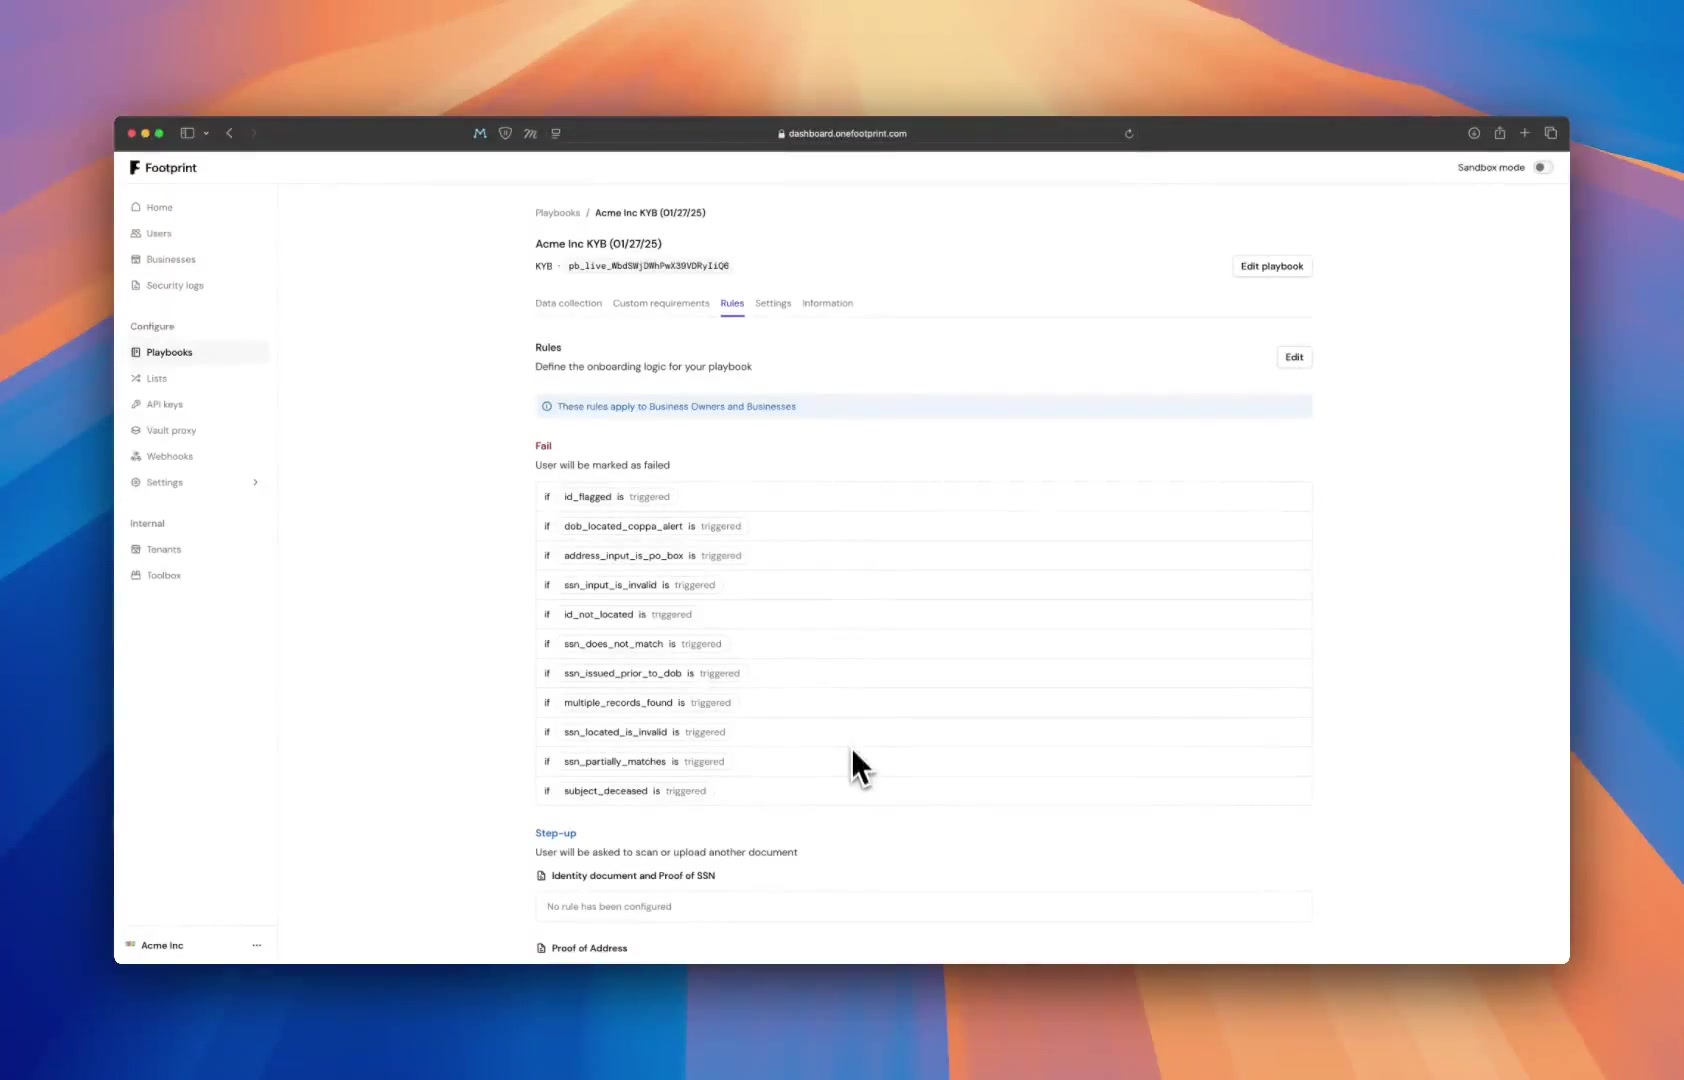 dashboard.onefootprint.com
Footprint
Sandbox mode
Home
Users
Businesses
Security logs
Configure
Playbooks
Lists
API keys
Vault proxy
Webhooks
Settings
Internal
Tenants
Toolbox
Acme Inc
Playbooks / Acme Inc KYB (01/27/25)
Acme Inc KYB (01/27/25)
KYB · pb_live_WbdSWjDWhPwX39VDRyIiQ6
Edit playbook
Data collection Custom requirements Rules Settings Information
Rules
Define the onboarding logic for your playbook
Edit
These rules apply to Business Owners and Businesses
Fail
User will be marked as failed
if id_flagged is triggered
if dob_located_coppa_alert is triggered
if address_input_is_po_box is triggered
if ssn_input_is_invalid is triggered
if id_not_located is triggered
if ssn_does_not_match is triggered
if ssn_issued_prior_to_dob is triggered
if multiple_records_found is triggered
if ssn_located_is_invalid is triggered
if ssn_partially_matches is triggered
if subject_deceased is triggered
Step-up
User will be asked to scan or upload another document
Identity document and Proof of SSN
No rule has been configured
Proof of Address